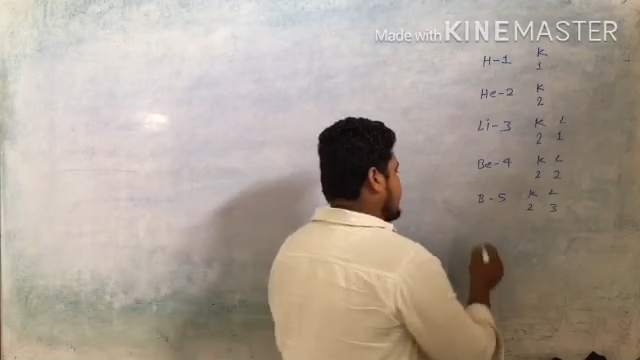 Made with KINEMASTER
H-1 K
1
He-2 K
2
Li-3 K L
2 1
Be-4 K L
2 2
B-5 K L
2 3